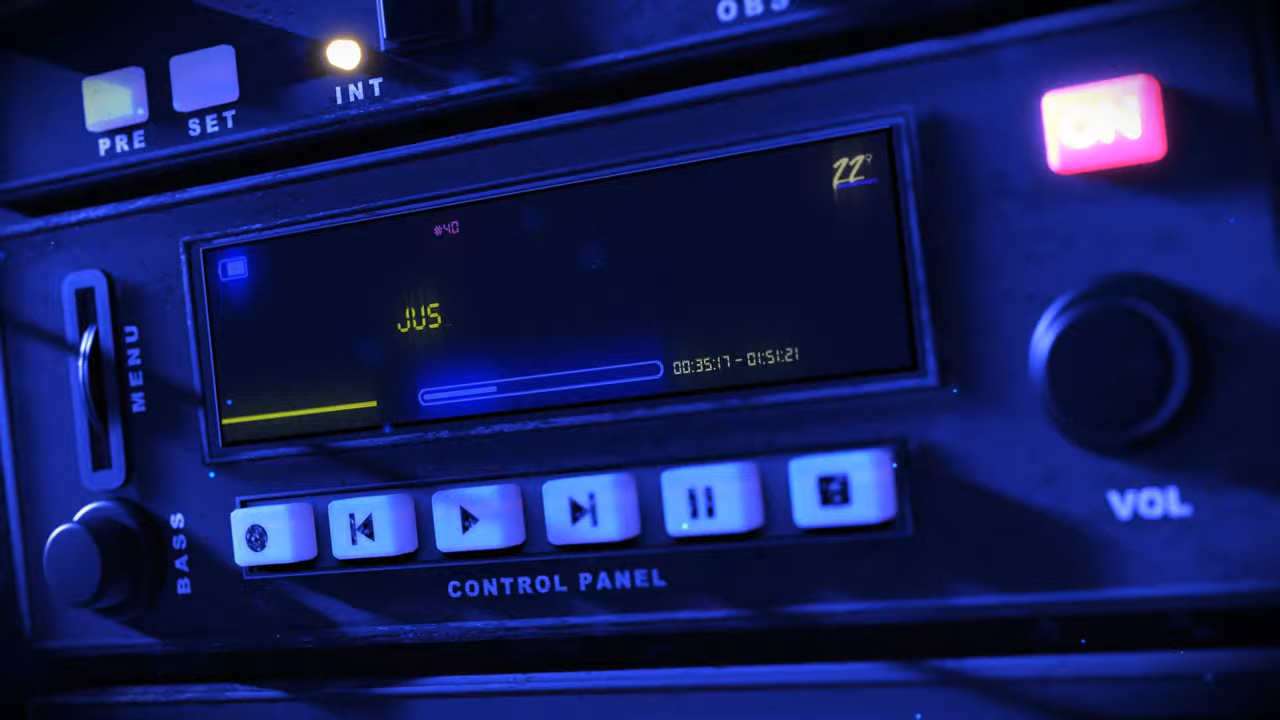 OBS
INT
PRE
SET
ON
22°
#40
JUS
00:35:17 - 01:51:21
MENU
BASS
VOL
CONTROL PANEL